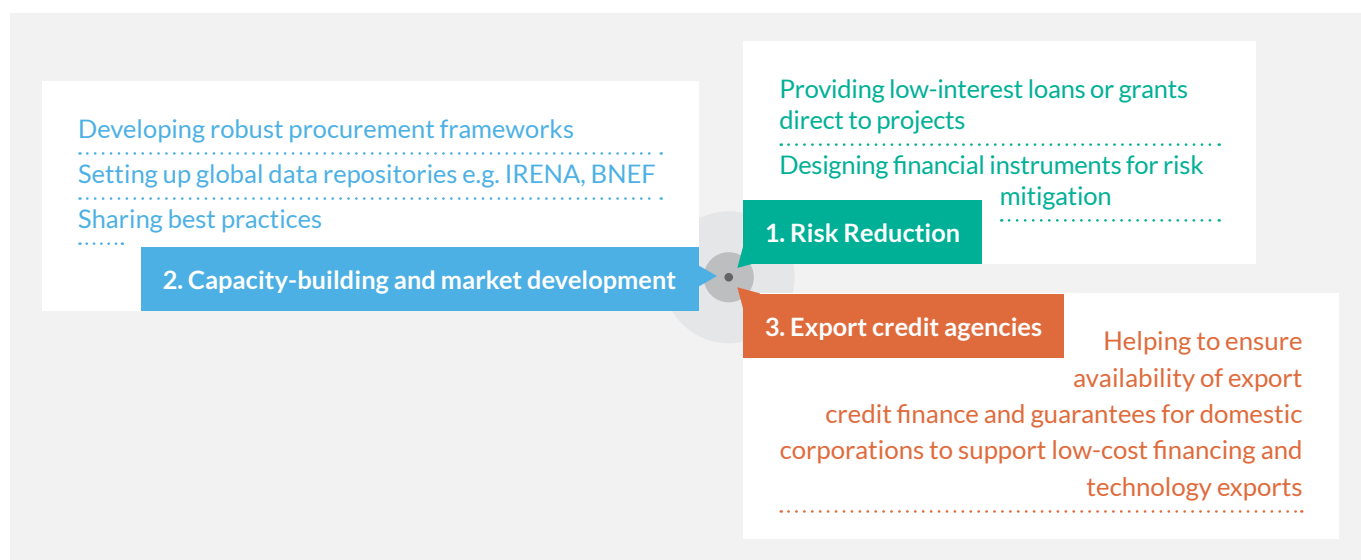 Providing low-interest loans or grants
direct to projects
Designing financial instruments for risk
mitigation
1. Risk Reduction
Developing robust procurement frameworks
Setting up global data repositories e.g. IRENA, BNEF
Sharing best practices
2. Capacity-building and market development
3. Export credit agencies
Helping to ensure
availability of export
credit finance and guarantees for domestic
corporations to support low-cost financing and
technology exports